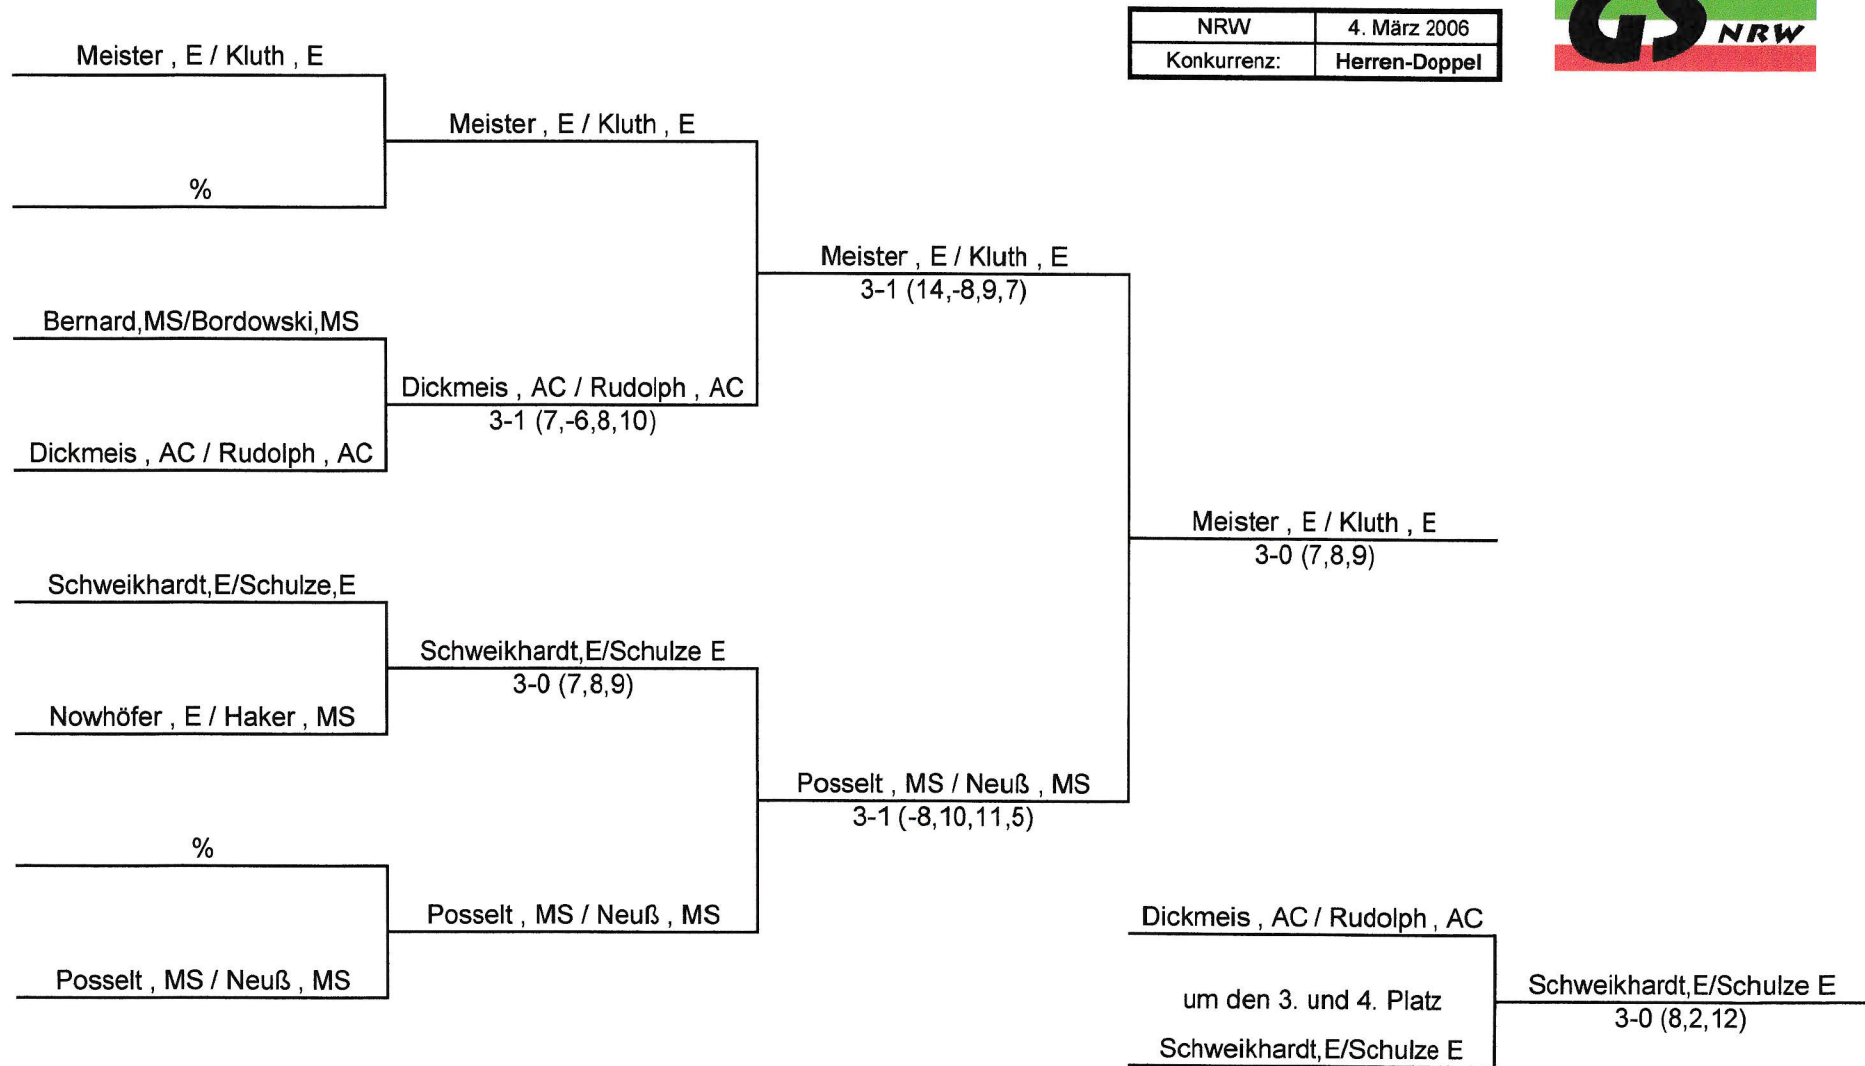 NRW 4. März 2006
Konkurrenz: Herren-Doppel
GS NRW
Meister , E / Kluth , E
%
Bernard,MS/Bordowski,MS
Dickmeis , AC / Rudolph , AC
Schweikhardt,E/Schulze,E
Nowhöfer , E / Haker , MS
%
Posselt , MS / Neuß , MS
Meister , E / Kluth , E
Dickmeis , AC / Rudolph , AC
3-1 (7,-6,8,10)
Schweikhardt,E/Schulze E
3-0 (7,8,9)
Posselt , MS / Neuß , MS
Meister , E / Kluth , E
3-1 (14,-8,9,7)
Posselt , MS / Neuß , MS
3-1 (-8,10,11,5)
Meister , E / Kluth , E
3-0 (7,8,9)
Dickmeis , AC / Rudolph , AC
um den 3. und 4. Platz
Schweikhardt,E/Schulze E
Schweikhardt,E/Schulze E
3-0 (8,2,12)